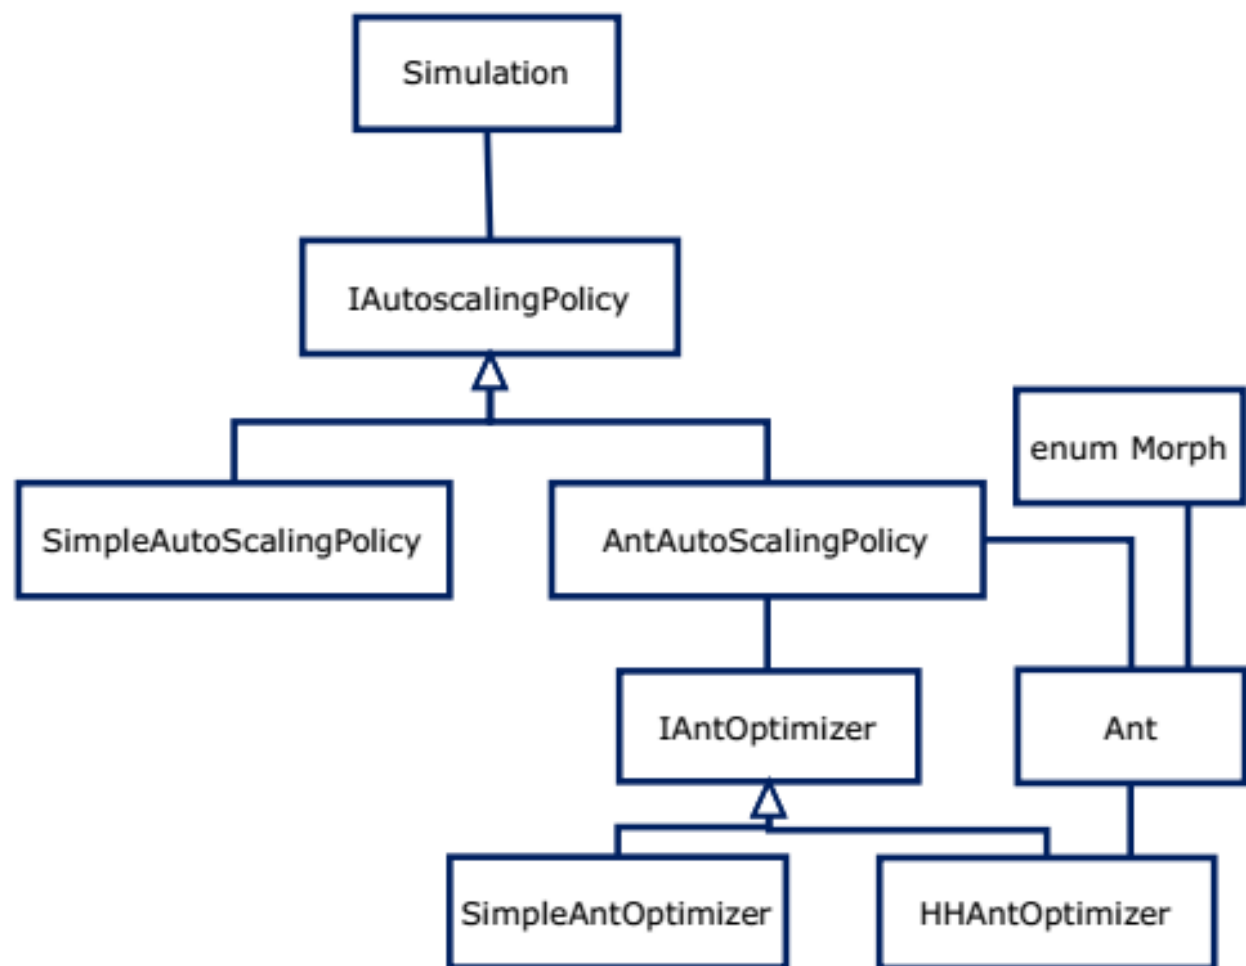 Simulation
IAutoscalingPolicy
enum Morph
SimpleAutoScalingPolicy
AntAutoScalingPolicy
IAntOptimizer
Ant
SimpleAntOptimizer
HHAntOptimizer